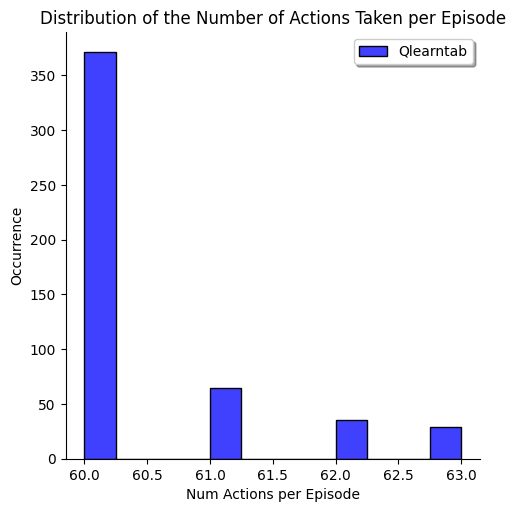 Distribution of the Number of Actions Taken per Episode
Qlearntab
350
300
250
200
150
100
50
0
Occurrence
60.0 60.5 61.0 61.5 62.0 62.5 63.0
Num Actions per Episode